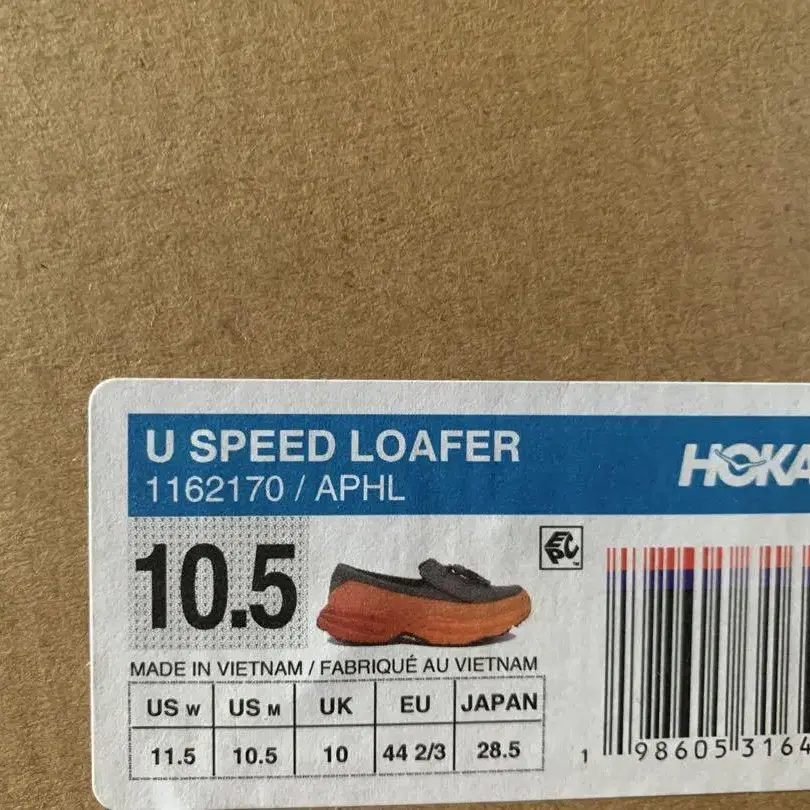 U SPEED LOAFER
1162170 / APHL
HOKA
10.5
EPC
MADE IN VIETNAM / FABRIQUÉ AU VIETNAM
US W US M UK EU JAPAN
11.5 10.5 10 44 2/3 28.5
1 98605 3164